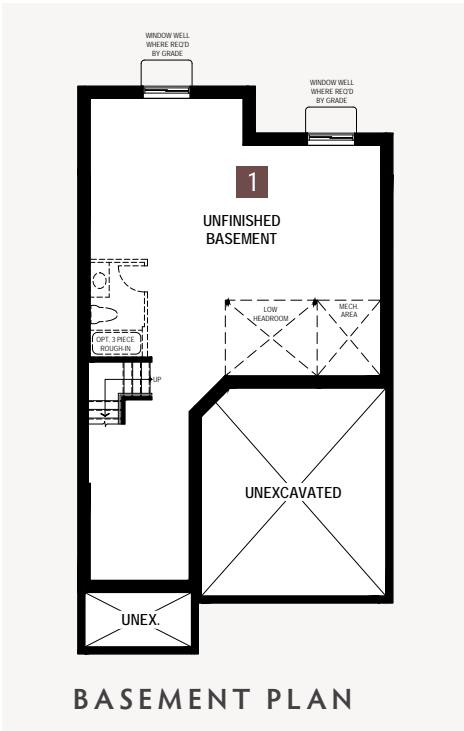 WINDOW WELL
WHERE REQ'D
BY GRADE
WINDOW WELL
WHERE REQ'D
BY GRADE
1
UNFINISHED
BASEMENT
LOW
HEADROOM
MECH.
AREA
OPT. 3 PIECE
ROUGH-IN
UP
UNEXCAVATED
UNEX.
BASEMENT PLAN